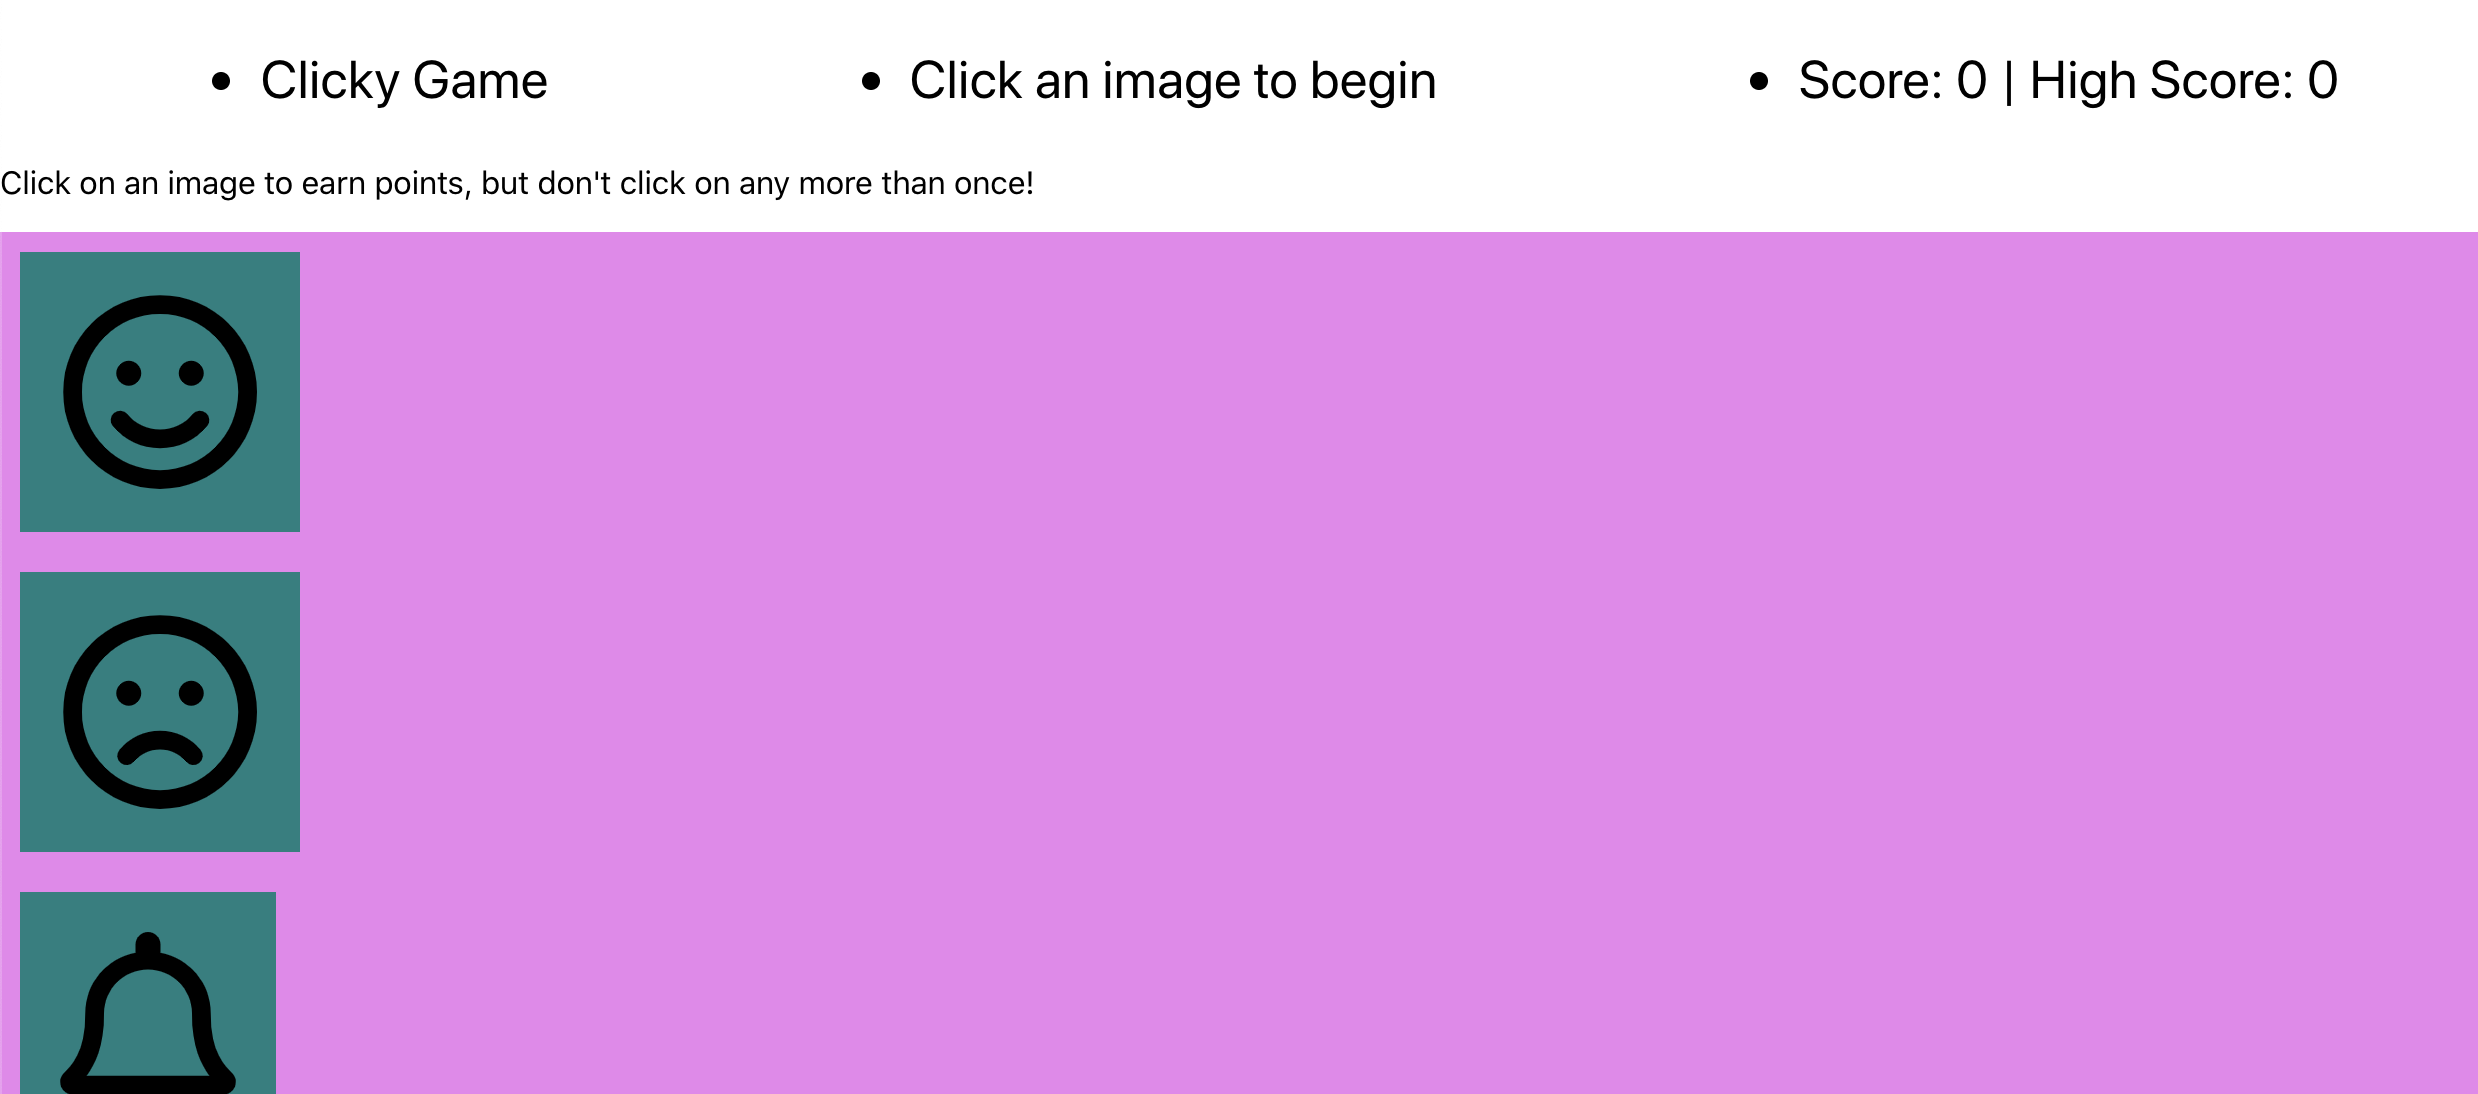 Clicky Game
Click an image to begin
Score: 0 | High Score: 0
Click on an image to earn points, but don't click on any more than once!